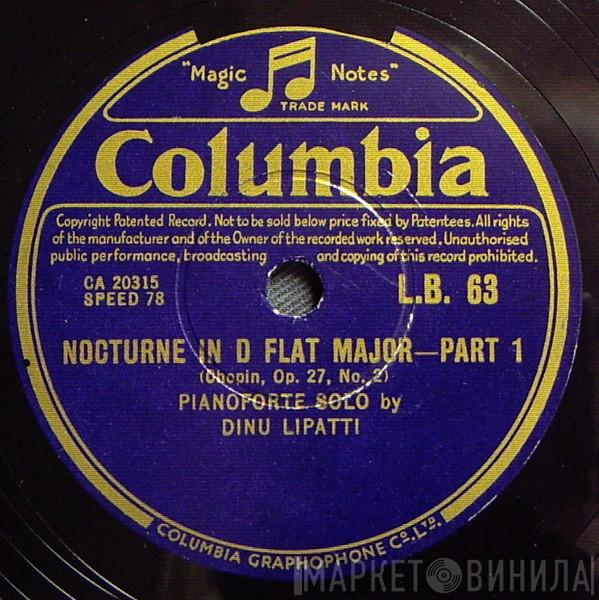 "Magic Notes"
TRADE MARK
Columbia
Copyright Patented Record. Not to be sold below price fixed by Patentees. All rights
of the manufacturer and of the Owner of the recorded work reserved. Unauthorised
public performance, broadcasting and copying of this record prohibited.
CA 20315
SPEED 78
L.B. 63
NOCTURNE IN D FLAT MAJOR—PART 1
(Chopin, Op. 27, No. 2)
PIANOFORTE SOLO by
DINU LIPATTI
COLUMBIA GRAPHOPHONE Co. LTD.
МАРКЕТ ВИНИЛА